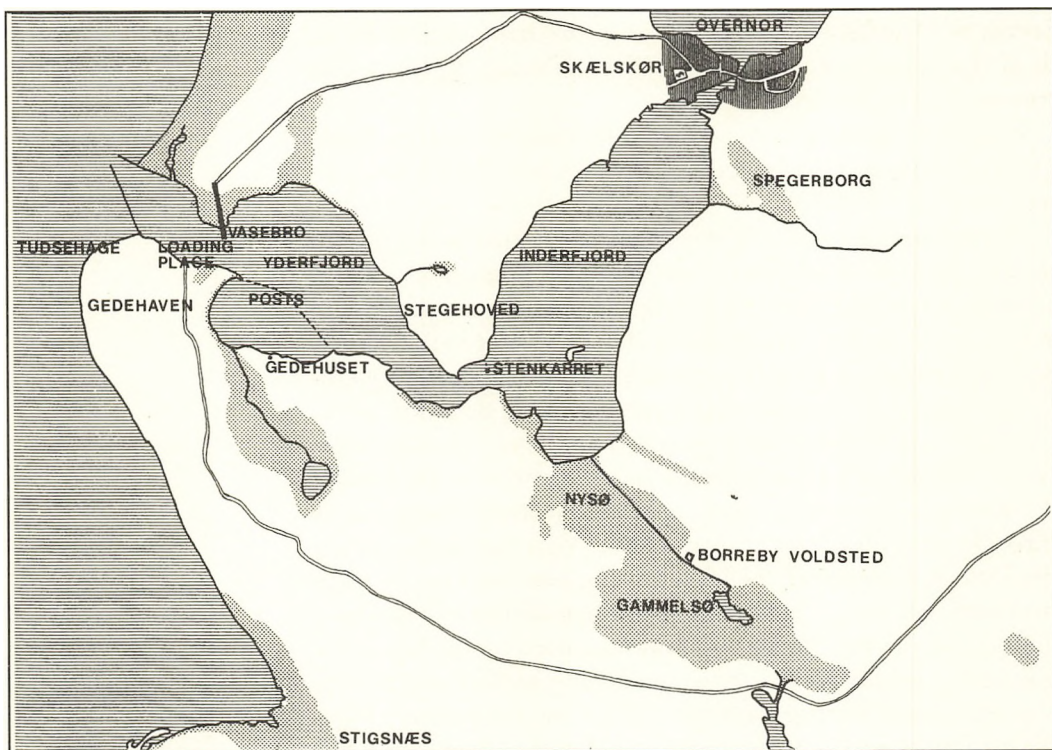 OVERNOR
SKÆLSKØR
SPEGERBORG
VASEBRO
TUDSEHAGE
LOADING
PLACE
YDERFJORD
INDERFJORD
GEDEHAVEN
POSTS
STEGEHOVED
GEDEHUSET
STENKARRET
NYSØ
BORREBY VOLDSTED
GAMMELSØ
STIGSNÆS